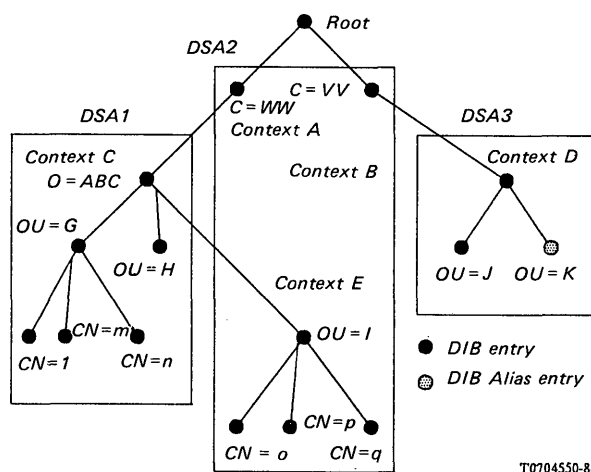 Root
DSA2
C = VV
C = WW
DSA1
Context A
DSA3
Context C
Context D
O = ABC
Context B
OU = G
OU = H
OU = J
OU = K
Context E
CN = m
OU = I
CN = 1
CN = n
DIB entry
DIB Alias entry
CN = p
CN = o
CN = q
T0704550-8